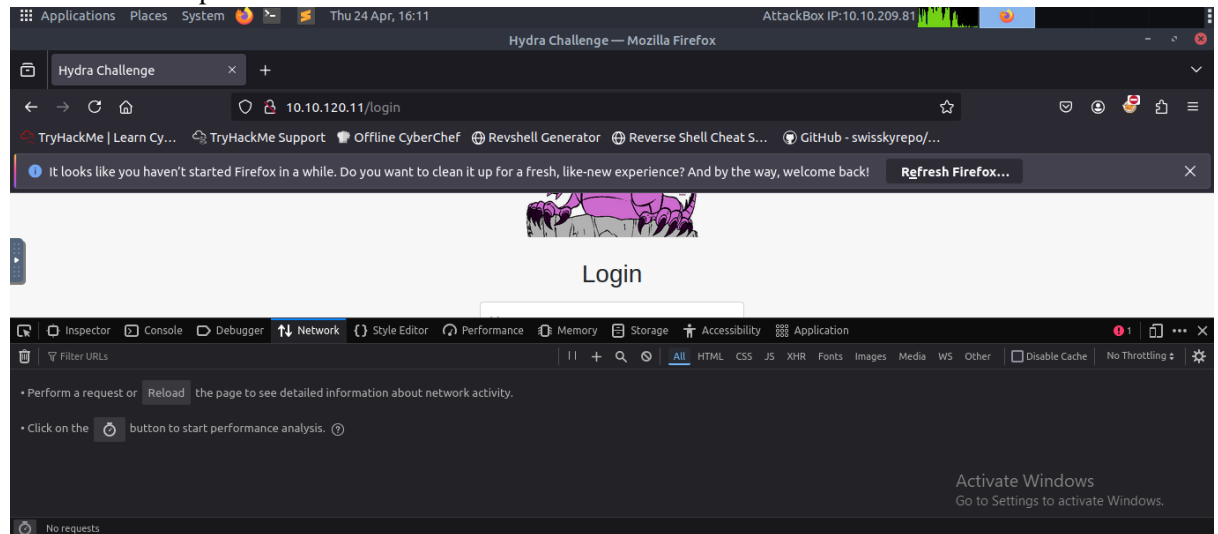 Applications Places System Thu 24 Apr, 16:11 AttackBox IP:10.10.209.81
Hydra Challenge — Mozilla Firefox
Hydra Challenge
10.10.120.11/login
TryHackMe | Learn Cy... TryHackMe Support Offline CyberChef Revshell Generator Reverse Shell Cheat S... GitHub - swisskyrepo/...
It looks like you haven't started Firefox in a while. Do you want to clean it up for a fresh, like-new experience? And by the way, welcome back! Refresh Firefox...
Login
Inspector Console Debugger Network Style Editor Performance Memory Storage Accessibility Application 1
Filter URLs All HTML CSS JS XHR Fonts Images Media WS Other Disable Cache No Throttling
• Perform a request or Reload the page to see detailed information about network activity.
• Click on the button to start performance analysis.
Activate Windows
Go to Settings to activate Windows.
No requests